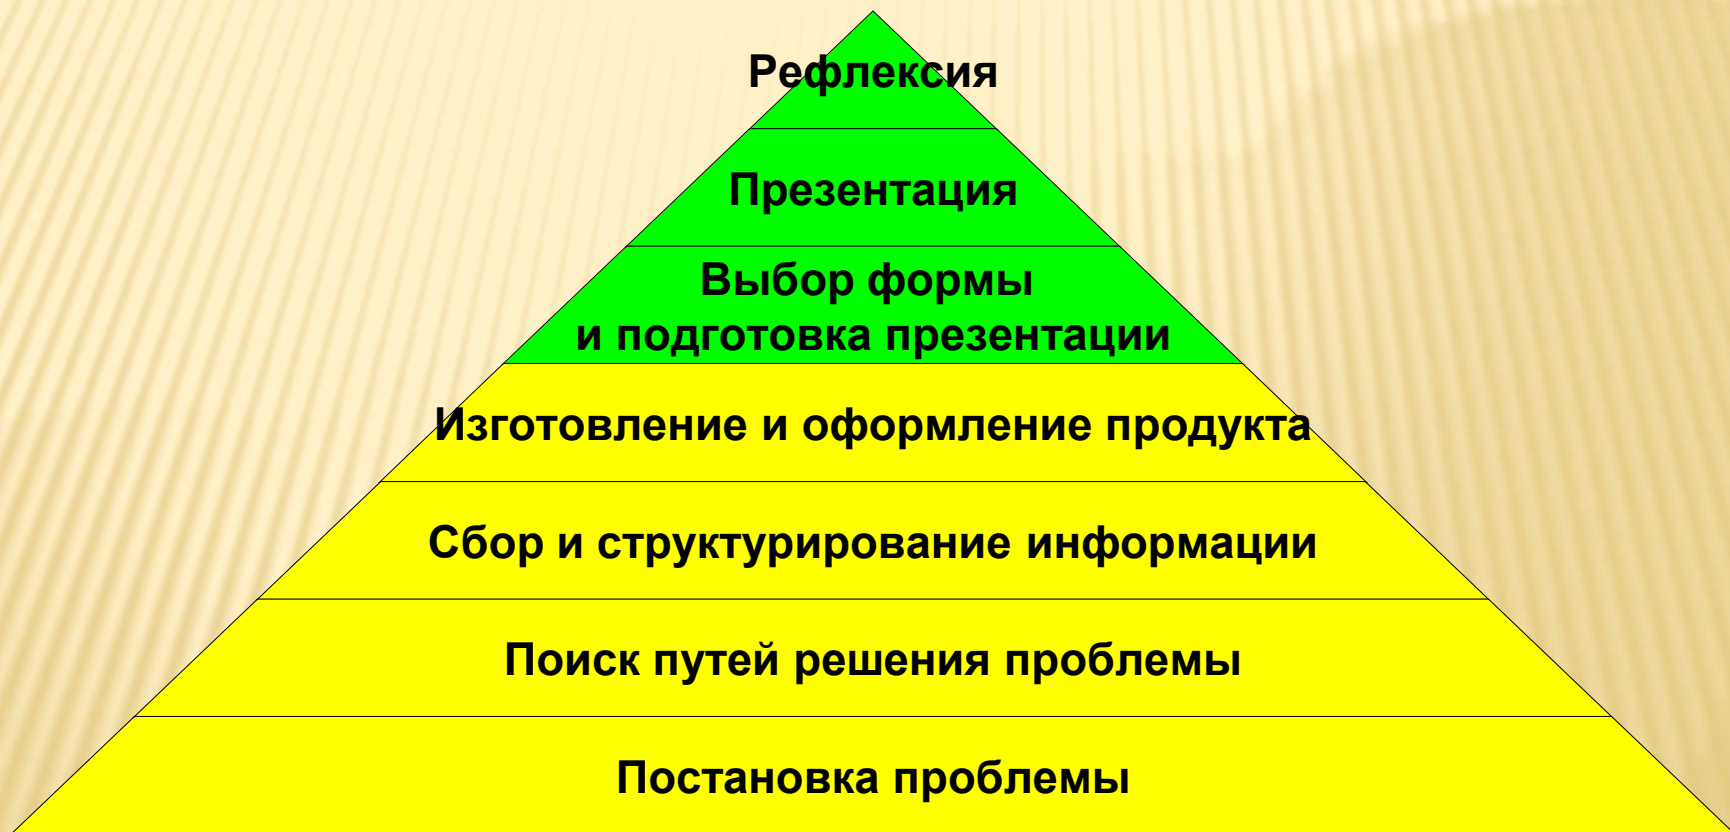 Рефлексия
Презентация
Выбор формы
и подготовка презентации
Изготовление и оформление продукта
Сбор и структурирование информации
Поиск путей решения проблемы
Постановка проблемы